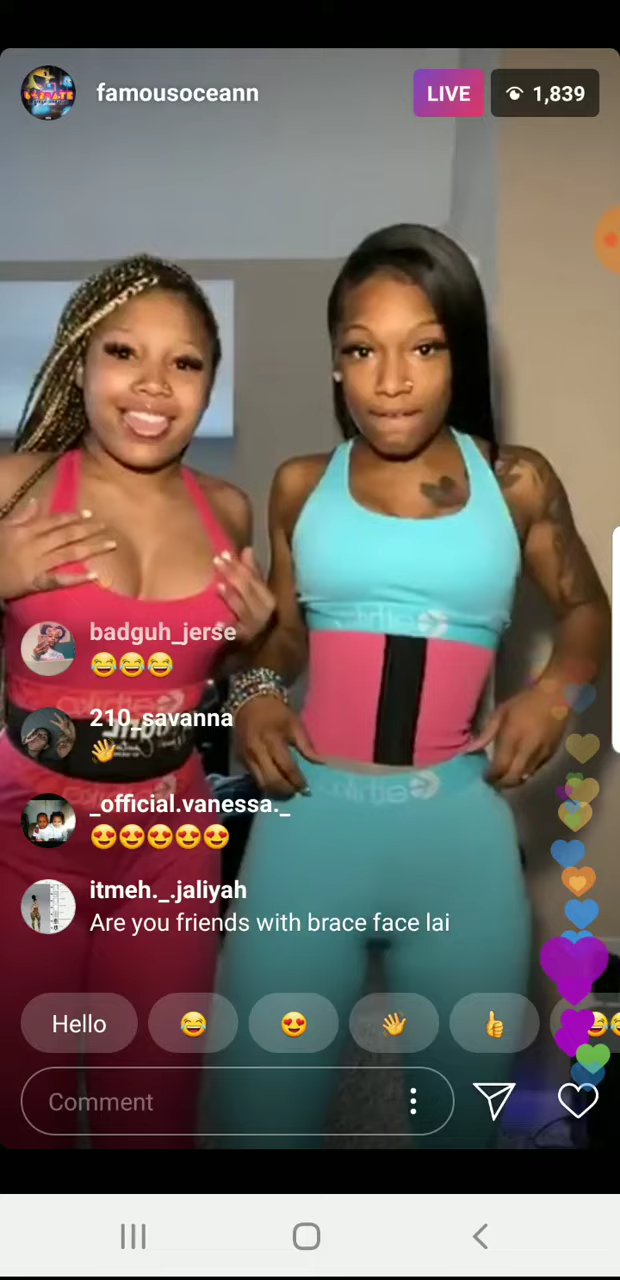 famousoceann
LIVE
1,839
badguh_jerse
😂😂😂
210_savanna
👋
_official.vanessa._
😍😍😍😍😍
itmeh._.jaliyah
Are you friends with brace face lai
Hello
😂
😍
👋
👍
Comment